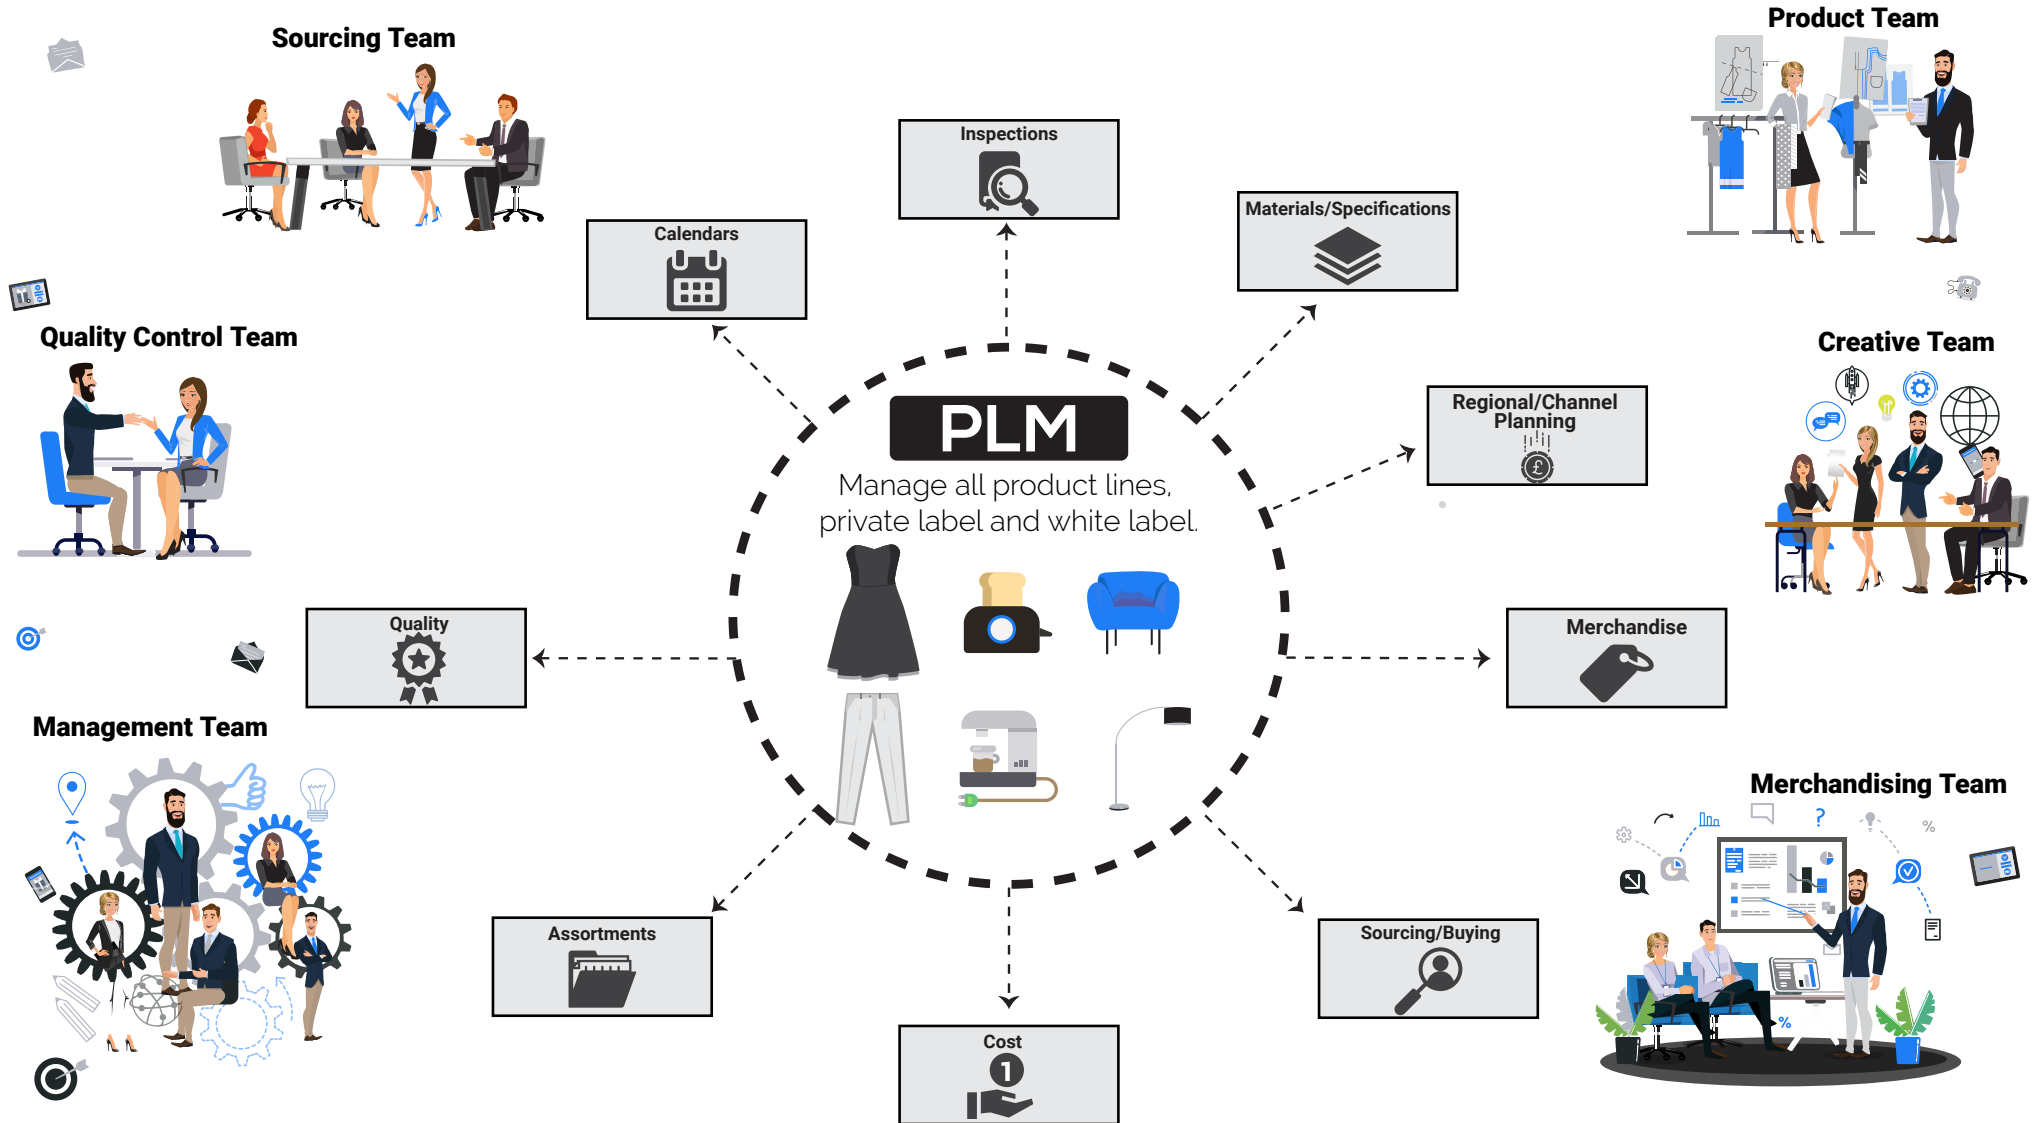 Product Team
Sourcing Team
Inspections
Materials/Specifications
Calendars
Quality Control Team
Creative Team
PLM
Manage all product lines,
private label and white label.
Regional/Channel
Planning
£
Quality
Merchandise
Management Team
Merchandising Team
?
%
Assortments
Sourcing/Buying
%
Cost
1